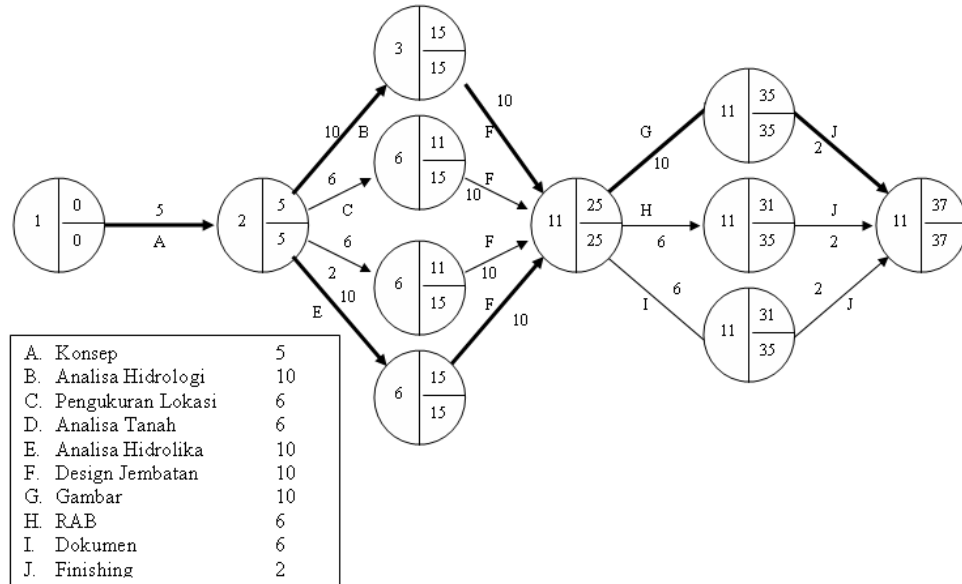 3
15
15
10
B
10
F
6
11
15
6
C
F
10
1
0
0
5
A
2
5
5
6
2
6
11
15
F
10
10
E
6
15
15
F
10
11
25
25
G
10
11
35
35
J
2
H
6
11
31
35
J
2
I
6
11
31
35
2
J
11
37
37
A. Konsep 5
B. Analisa Hidrologi 10
C. Pengukuran Lokasi 6
D. Analisa Tanah 6
E. Analisa Hidrolika 10
F. Design Jembatan 10
G. Gambar 10
H. RAB 6
I. Dokumen 6
J. Finishing 2